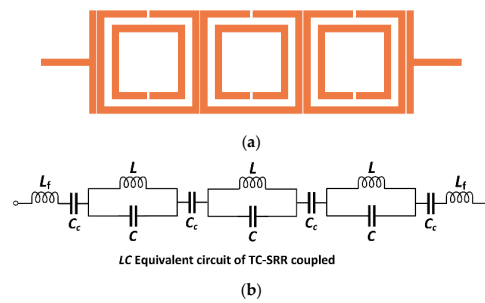 (a)
L L L
Lf Lf
Cc C Cc C Cc C Cc
LC Equivalent circuit of TC-SRR coupled
(b)